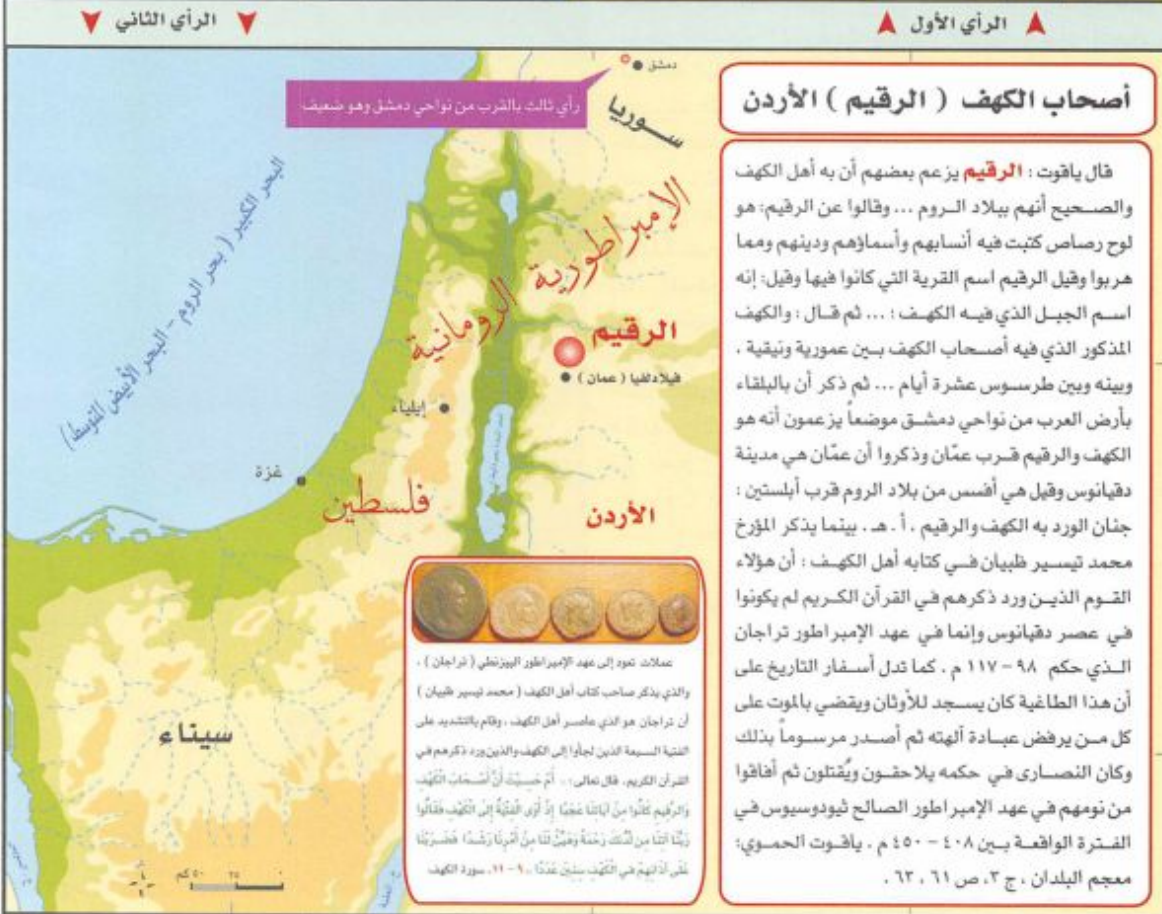 الرأي الأول
الرأي الثاني
أصحاب الكهف ( الرقيم ) الأردن
قال ياقوت : الرقيم يزعم بعضهم أن به أهل الكهف
والصحيح أنهم ببلاد الروم ... وقالوا عن الرقيم: هو
لوح رصاص كتبت فيه أنسابهم وأسماؤهم ودينهم ومما
هربوا وقيل الرقيم اسم القرية التي كانوا فيها وقيل: إنه
اسم الجبل الذي فيه الكهف ؛ ... ثم قال : والكهف
المذكور الذي فيه أصحاب الكهف بين عمورية ونيقية ،
وبينه وبين طرسوس عشرة أيام ... ثم ذكر أن بالبلقاء
بأرض العرب من نواحي دمشق موضعاً يزعمون أنه هو
الكهف والرقيم قرب عمّان وذكروا أن عمّان هي مدينة
دقيانوس وقيل هي أفسس من بلاد الروم قرب أبلستين :
جنان الورد به الكهف والرقيم . أ . هـ . بينما يذكر المؤرخ
محمد تيسير ظبيان في كتابه أهل الكهف : أن هؤلاء
القوم الذين ورد ذكرهم في القرآن الكريم لم يكونوا
في عصر دقيانوس وإنما في عهد الإمبراطور تراجان
الذي حكم ٩٨ - ١١٧ م . كما تدل أسفار التاريخ على
أن هذا الطاغية كان يسجد للأوثان ويقضي بالموت على
كل من يرفض عبادة آلهته ثم أصدر مرسوماً بذلك
وكان النصارى في حكمه يلاحقون ويُقتلون ثم أفاقوا
من نومهم في عهد الإمبراطور الصالح ثيودوسيوس في
الفترة الواقعة بين ٤٠٨ - ٤٥٠ م . ياقوت الحموي:
معجم البلدان ، ج ٣، ص ٦١ ، ٦٣ .
دمشق
رأي ثالث بالقرب من نواحي دمشق وهو ضعيف
سوريا
البحر الكبير ( بحر الروم - البحر الأبيض المتوسط )
الإمبراطورية الرومانية
الرقيم
فيلادلفيا ( عمان )
إيلياء
غزة
فلسطين
الأردن
سيناء
عملات تعود إلى عهد الإمبراطور البيزنطي ( تراجان ) ،
والذي يذكر صاحب كتاب أهل الكهف ( محمد تيسير ظبيان )
أن تراجان هو الذي عاصر أهل الكهف ، وقام بالتشديد على
الفتية السبعة الذين لجأوا إلى الكهف والذين ورد ذكرهم في
القرآن الكريم. قال تعالى: .. أَمْ حَسِبْتَ أَنَّ أَصْحَابَ الْكَهْفِ
وَالرَّقِيمِ كَانُوا مِنْ آيَاتِنَا عَجَبًا إِذْ أَوَى الْفِتْيَةُ إِلَى الْكَهْفِ فَقَالُوا
رَبَّنَا آتِنَا مِن لَّدُنكَ رَحْمَةً وَهَيِّئْ لَنَا مِنْ أَمْرِنَا رَشَدًا فَضَرَبْنَا
عَلَى آذَانِهِمْ فِي الْكَهْفِ سِنِينَ عَدَدًا .. ٩ - ١١، سورة الكهف
٥٠ كم ٢٥ ٠